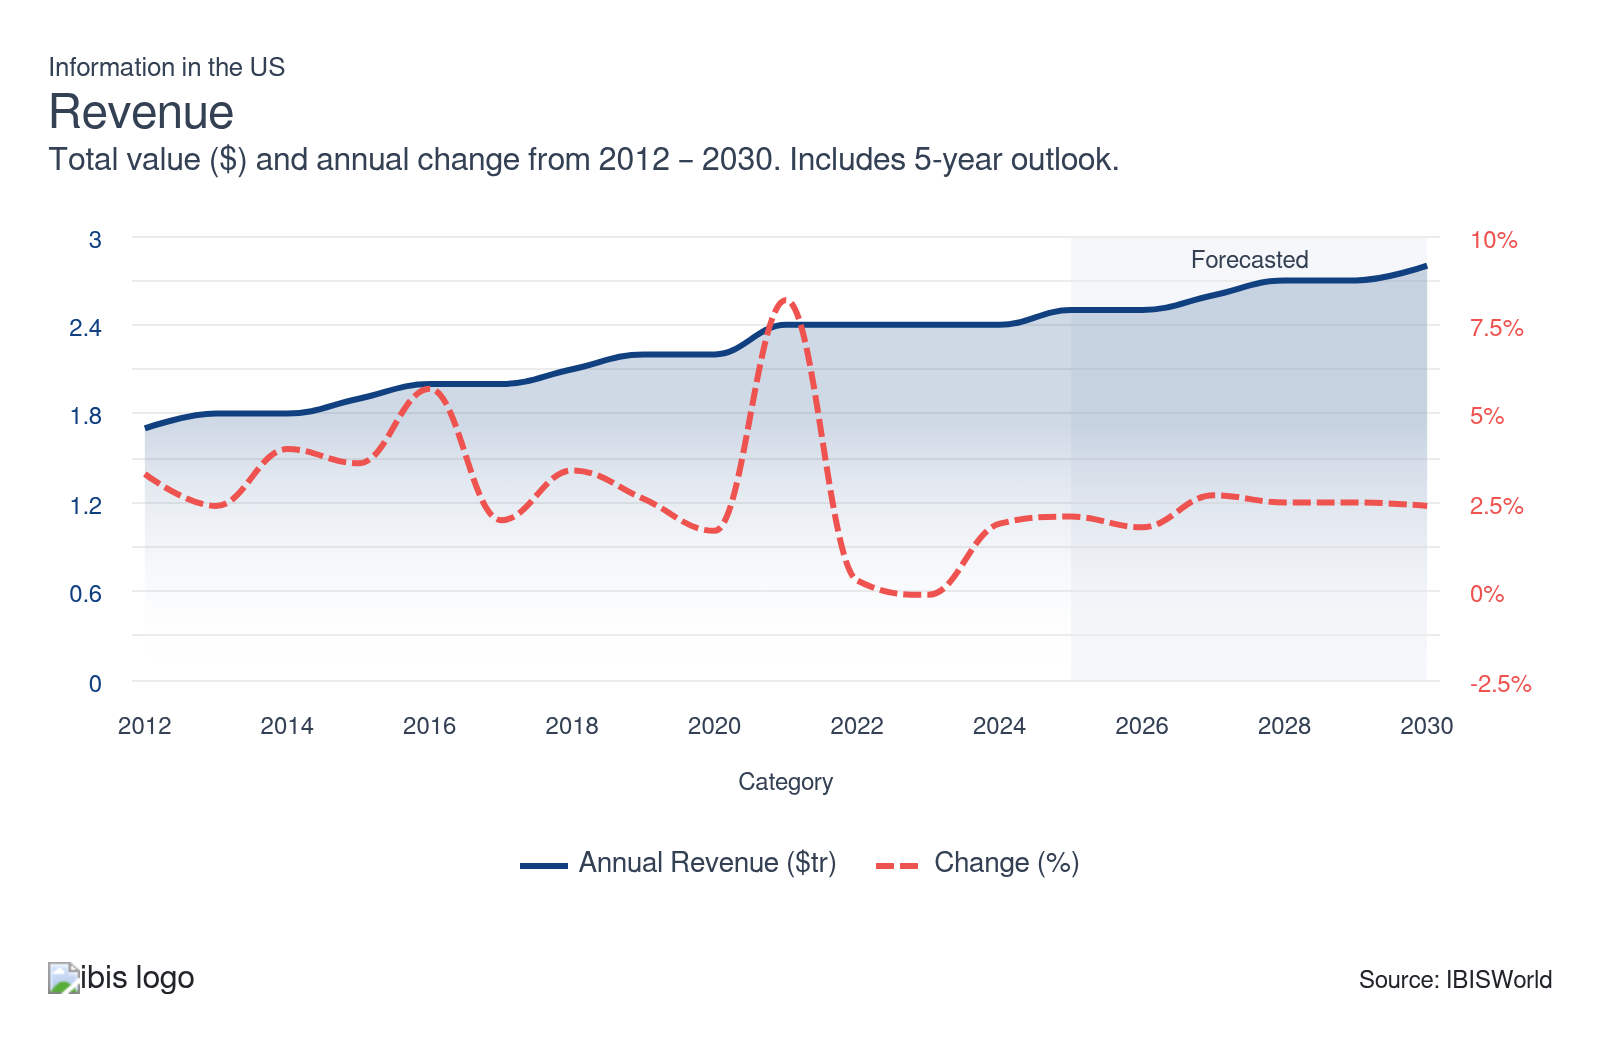 Information in the US
Revenue
Total value ($) and annual change from 2012 – 2030. Includes 5-year outlook.
3
10%
Forecasted
2.4
7.5%
1.8
5%
1.2
2.5%
0.6
0%
0
-2.5%
2012 2014 2016 2018 2020 2022 2024 2026 2028 2030
Category
Annual Revenue ($tr) Change (%)
ibis logo
Source: IBISWorld